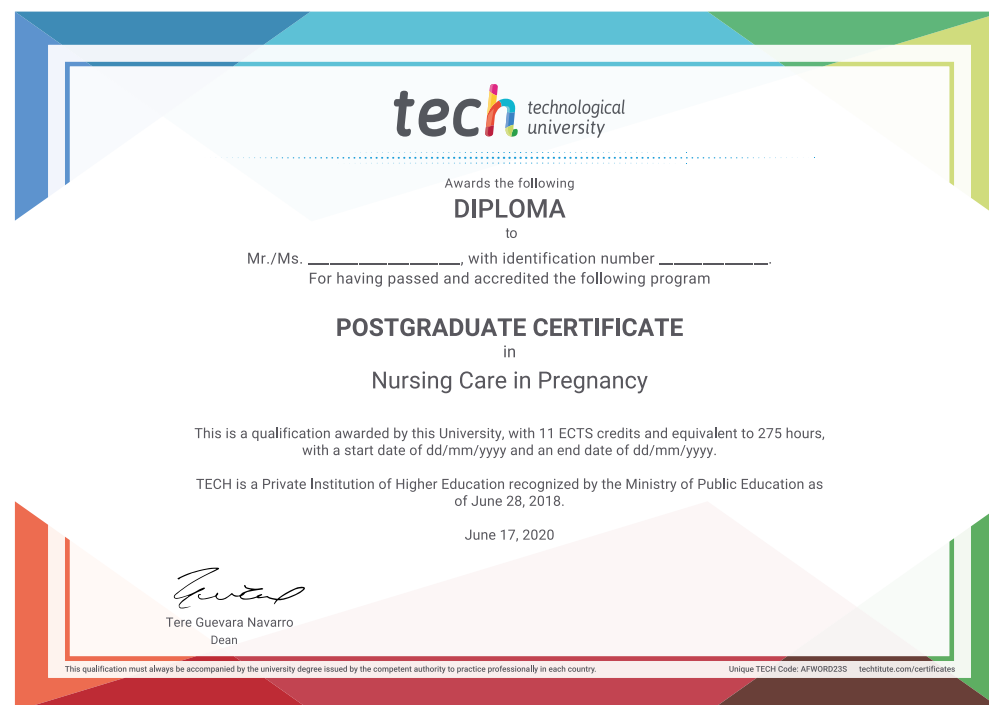 tech technological
university
Awards the following
DIPLOMA
to
Mr./Ms. ____________________, with identification number ______________.
For having passed and accredited the following program
POSTGRADUATE CERTIFICATE
in
Nursing Care in Pregnancy
This is a qualification awarded by this University, with 11 ECTS credits and equivalent to 275 hours,
with a start date of dd/mm/yyyy and an end date of dd/mm/yyyy.
TECH is a Private Institution of Higher Education recognized by the Ministry of Public Education as
of June 28, 2018.
June 17, 2020
Tere Guevara Navarro
Dean
This qualification must always be accompanied by the university degree issued by the competent authority to practice professionally in each country. Unique TECH Code: AFWORD23S techtitute.com/certificates